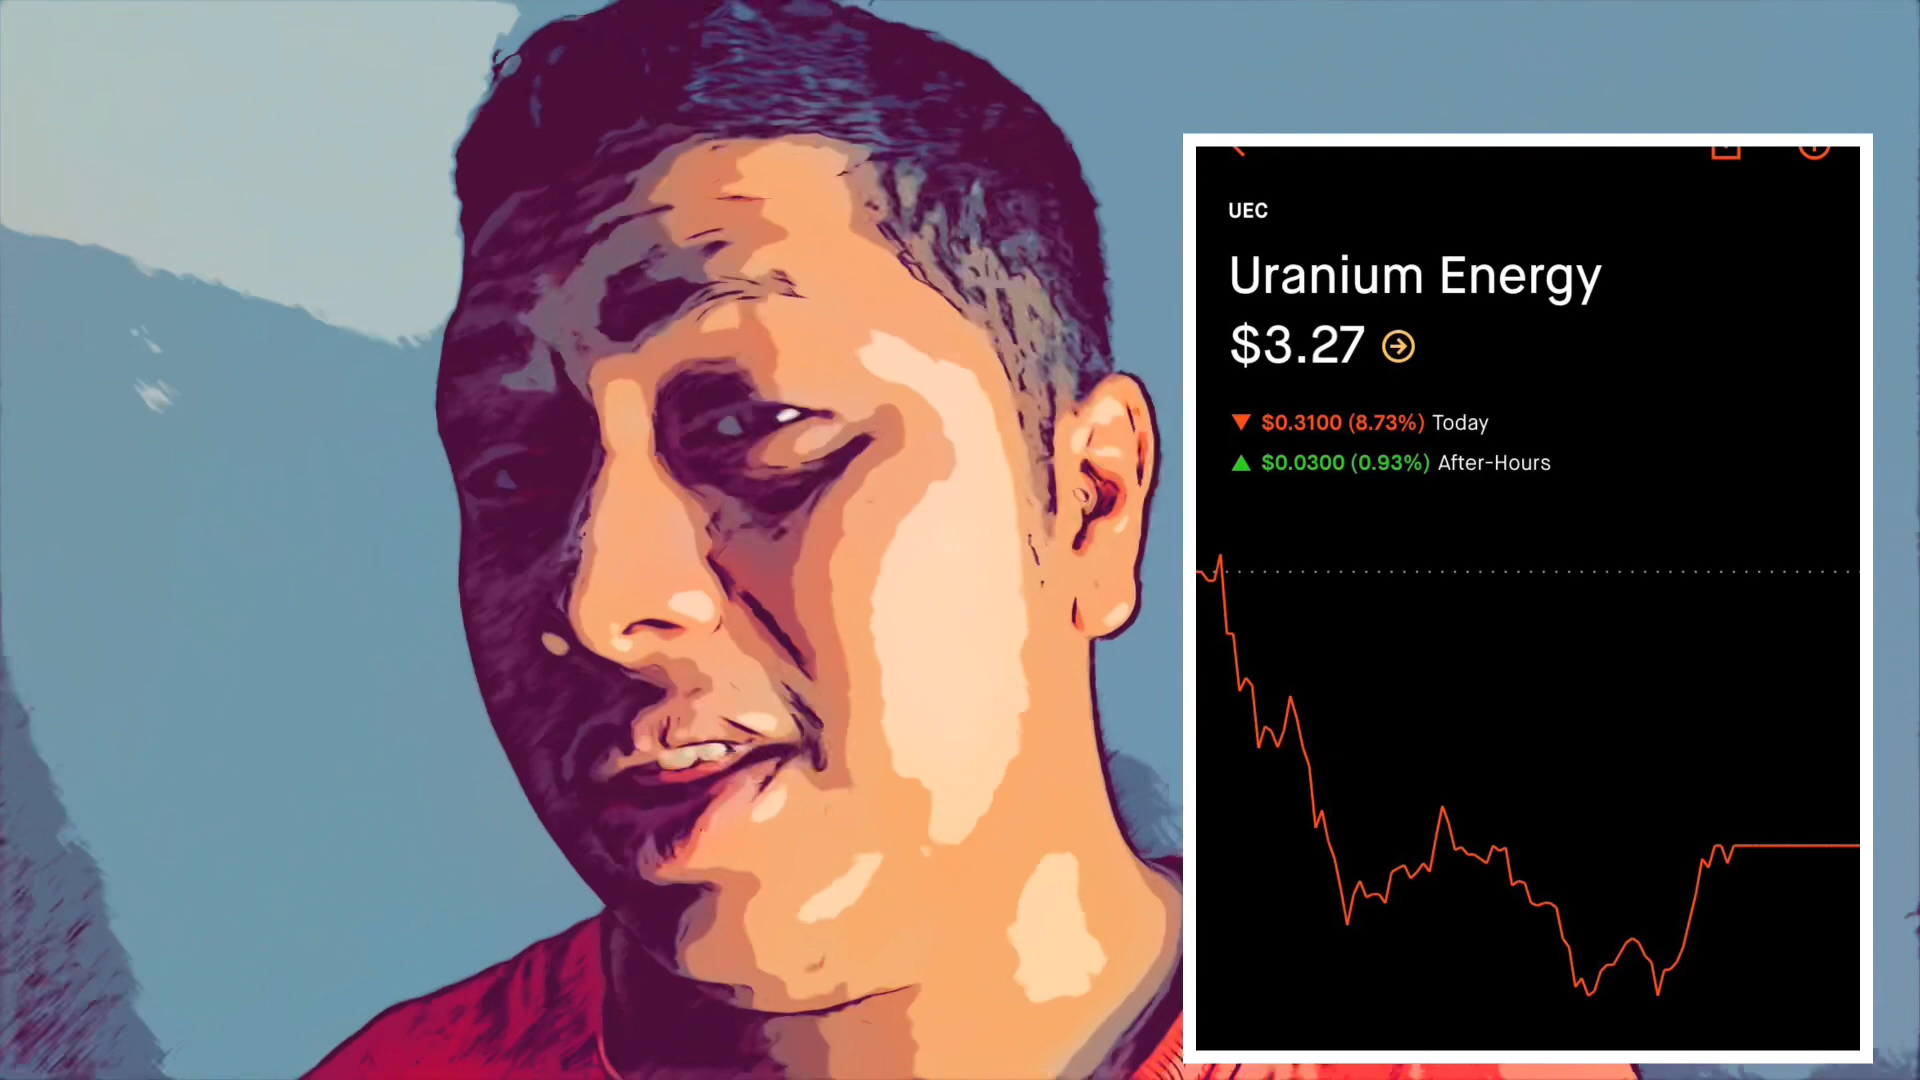 UEC
Uranium Energy
$3.27
$0.3100 (8.73%) Today
$0.0300 (0.93%) After-Hours